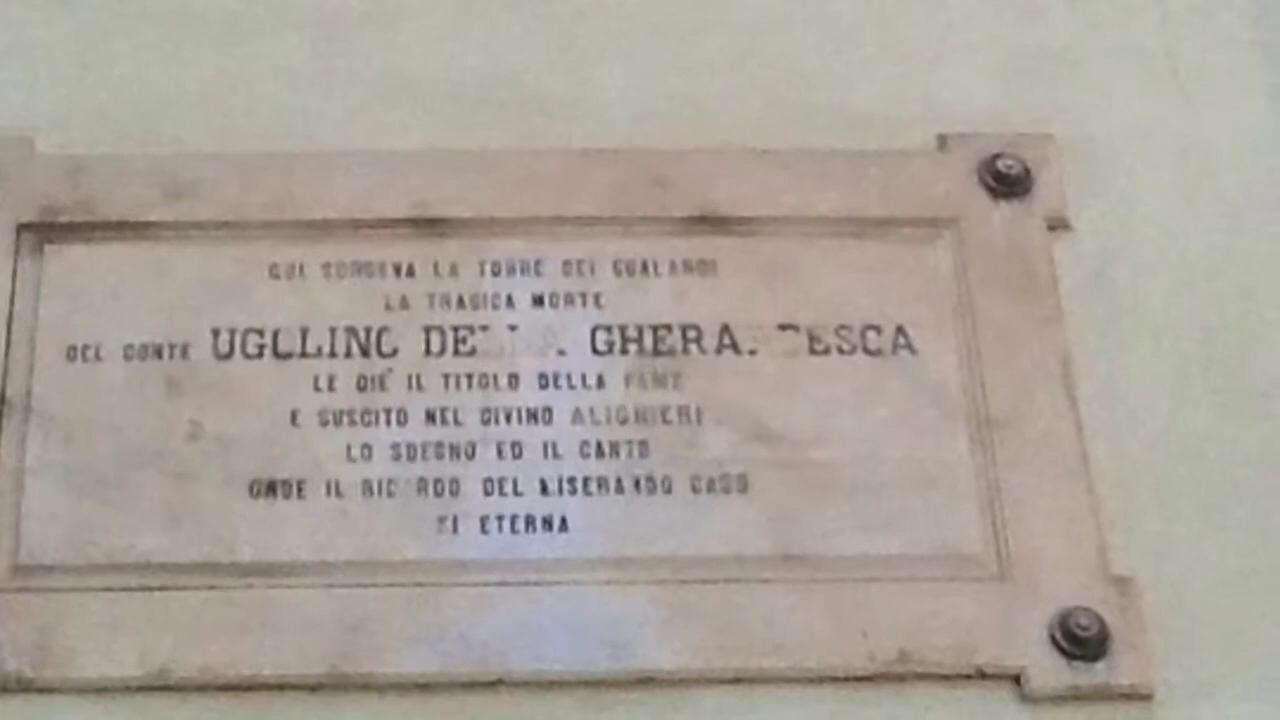 QUI SORGEVA LA TORRE DEI GUALANDI
LA TRAGICA MORTE
DEL CONTE UGOLINO DELLA GHERARDESCA
LE DIE' IL TITOLO DELLA FAME
E SUSCITÒ NEL DIVINO ALIGHIERI
LO SDEGNO ED IL CANTO
ONDE IL RICORDO DEL MISERANDO CASO
SI ETERNA